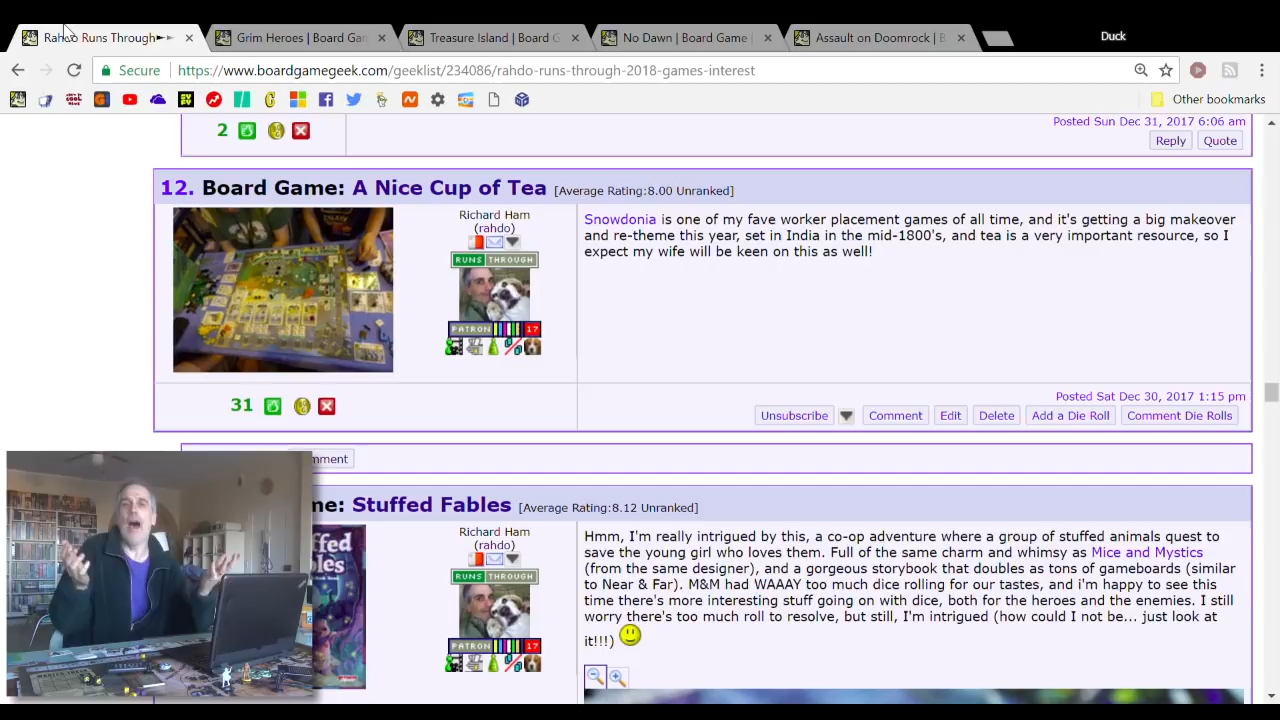 Rahdo Runs Through
Grim Heroes | Board Gam
Treasure Island | Board G
No Dawn | Board Game |
Assault on Doomrock | B
Duck
Secure
https://www.boardgamegeek.com/geeklist/234086/rahdo-runs-through-2018-games-interest
Other bookmarks
2
Posted Sun Dec 31, 2017 6:06 am
Reply
Quote
12. Board Game: A Nice Cup of Tea [Average Rating:8.00 Unranked]
Richard Ham
(rahdo)
RUNS THROUGH
PATRON 17
Snowdonia is one of my fave worker placement games of all time, and it's getting a big makeover
and re-theme this year, set in India in the mid-1800's, and tea is a very important resource, so I
expect my wife will be keen on this as well!
31
Posted Sat Dec 30, 2017 1:15 pm
Unsubscribe
Comment
Edit
Delete
Add a Die Roll
Comment Die Rolls
mment
me: Stuffed Fables [Average Rating:8.12 Unranked]
ffed
Richard Ham
(rahdo)
RUNS THROUGH
PATRON 17
Hmm, I'm really intrigued by this, a co-op adventure where a group of stuffed animals quest to
save the young girl who loves them. Full of the same charm and whimsy as Mice and Mystics
(from the same designer), and a gorgeous storybook that doubles as tons of gameboards (similar
to Near & Far). M&M had WAAAY too much dice rolling for our tastes, and i'm happy to see this
time there's more interesting stuff going on with dice, both for the heroes and the enemies. I still
worry there's too much roll to resolve, but still, I'm intrigued (how could I not be... just look at
it!!!)